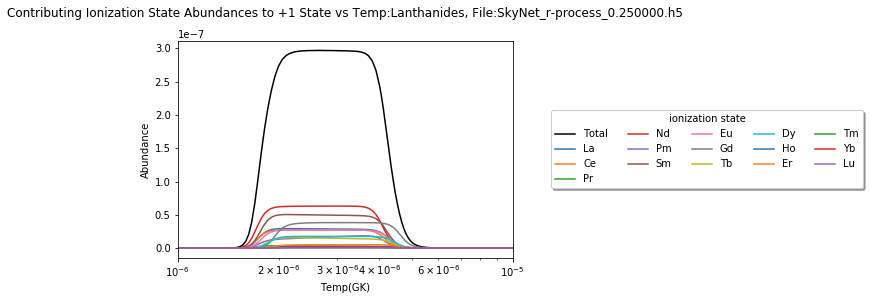 Contributing Ionization State Abundances to +1 State vs Temp:Lanthanides, File:SkyNet_r-process_0.250000.h5
1e−7
3.0
2.5
2.0
1.5
1.0
0.5
0.0
Abundance
10⁻⁶
2 × 10⁻⁶
3 × 10⁻⁶
4 × 10⁻⁶
6 × 10⁻⁶
10⁻⁵
Temp(GK)
ionization state
Total Nd Eu Dy Tm
La Pm Gd Ho Yb
Ce Sm Tb Er Lu
Pr